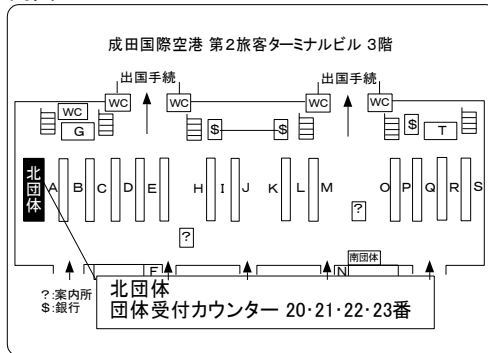 成田国際空港 第2旅客ターミナルビル 3階
出国手続 出国手続
WC WC WC WC WC
G $ $ $ T
北団体 A B C D E H I J K L M O P Q R S
? ?
南団体
F N
?:案内所
$:銀行
北団体
団体受付カウンター 20・21・22・23番